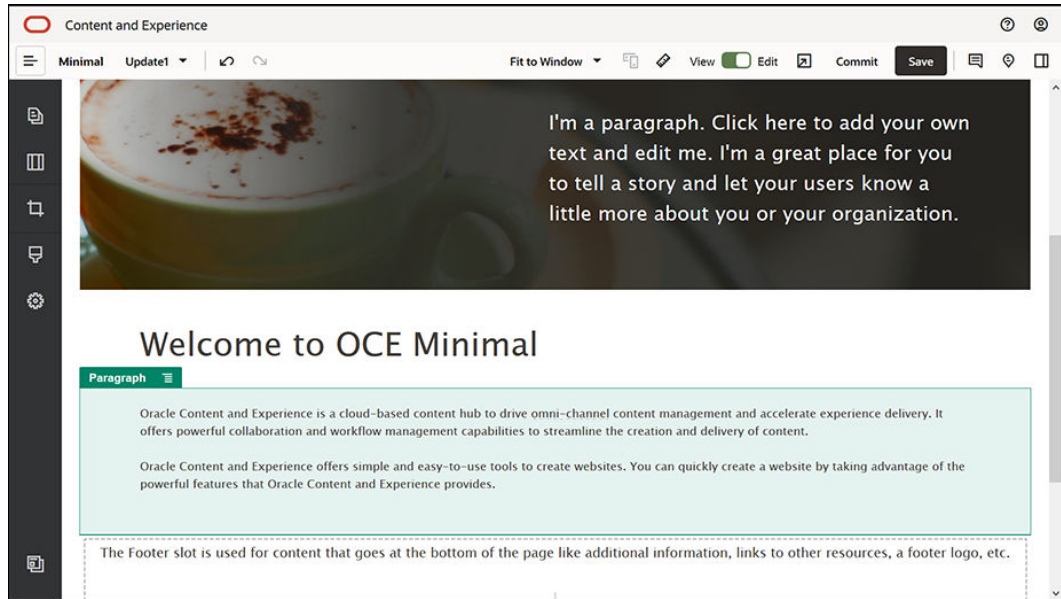 Content and Experience
Minimal Update1 Fit to Window View Edit Commit Save
I'm a paragraph. Click here to add your own
text and edit me. I'm a great place for you
to tell a story and let your users know a
little more about you or your organization.
Welcome to OCE Minimal
Paragraph
Oracle Content and Experience is a cloud-based content hub to drive omni-channel content management and accelerate experience delivery. It
offers powerful collaboration and workflow management capabilities to streamline the creation and delivery of content.
Oracle Content and Experience offers simple and easy-to-use tools to create websites. You can quickly create a website by taking advantage of the
powerful features that Oracle Content and Experience provides.
The Footer slot is used for content that goes at the bottom of the page like additional information, links to other resources, a footer logo, etc.